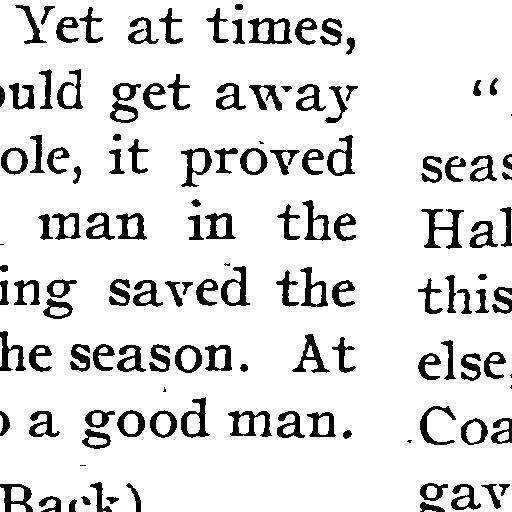 Yet at times,
ould get away
ole, it proved
man in the
ing saved the
he season. At
o a good man.
Back)
“
seas
Hal
this
else,
Coa
gav